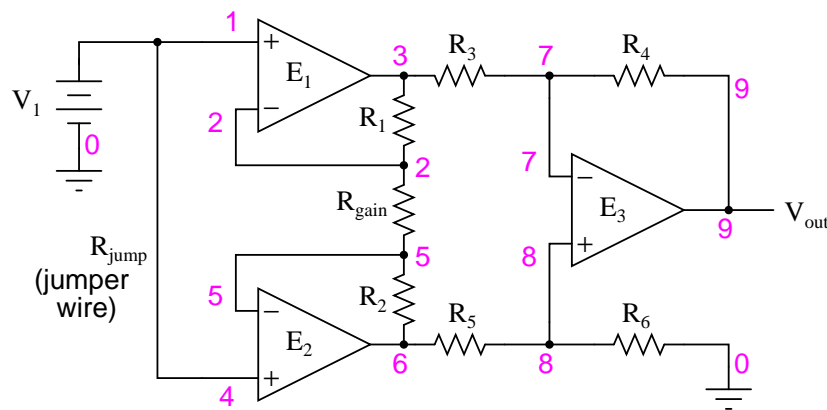 1
3
R3
7
R4
+
E1
−
V1
2
R1
9
0
2
7
−
Rgain
E3
Vout
+
9
Rjump
(jumper
wire)
5
8
5
−
R2
R5
R6
E2
+
4
6
8
0